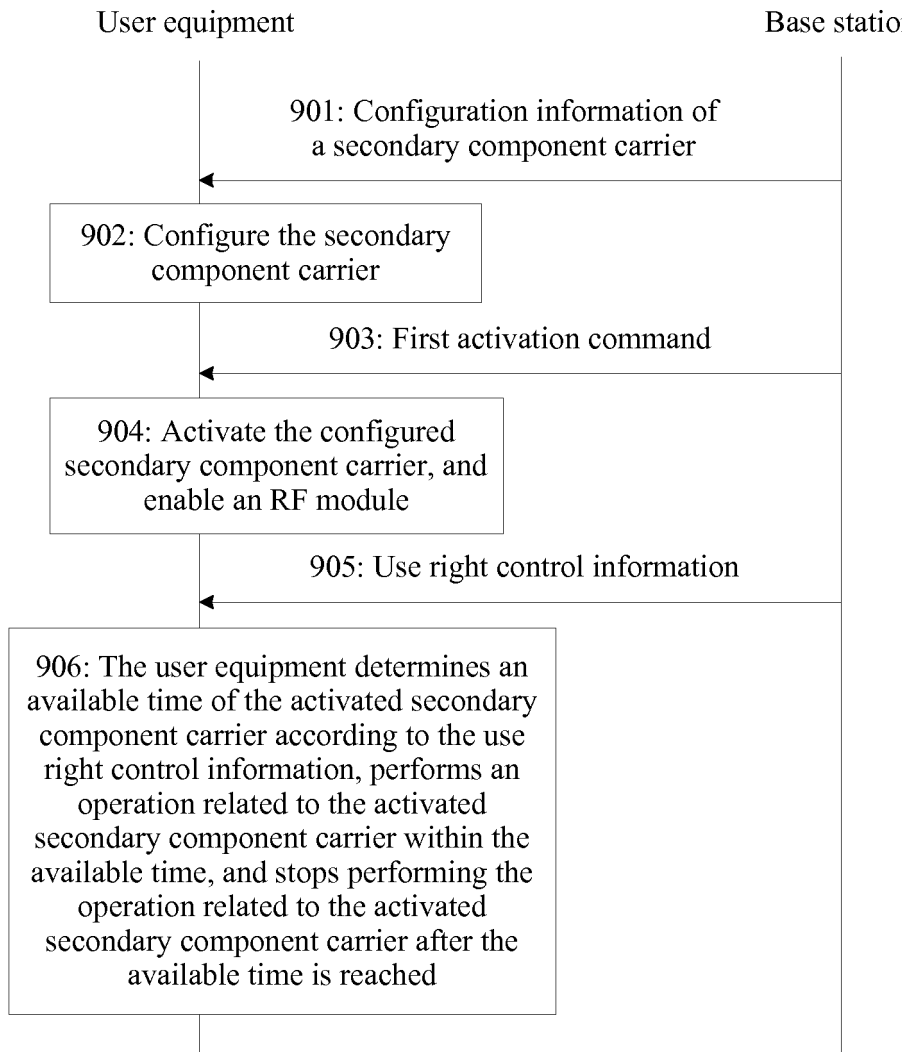 User equipment
Base station
901: Configuration information of
a secondary component carrier
902: Configure the secondary
component carrier
903: First activation command
904: Activate the configured
secondary component carrier, and
enable an RF module
905: Use right control information
906: The user equipment determines an
available time of the activated secondary
component carrier according to the use
right control information, performs an
operation related to the activated
secondary component carrier within the
available time, and stops performing the
operation related to the activated
secondary component carrier after the
available time is reached